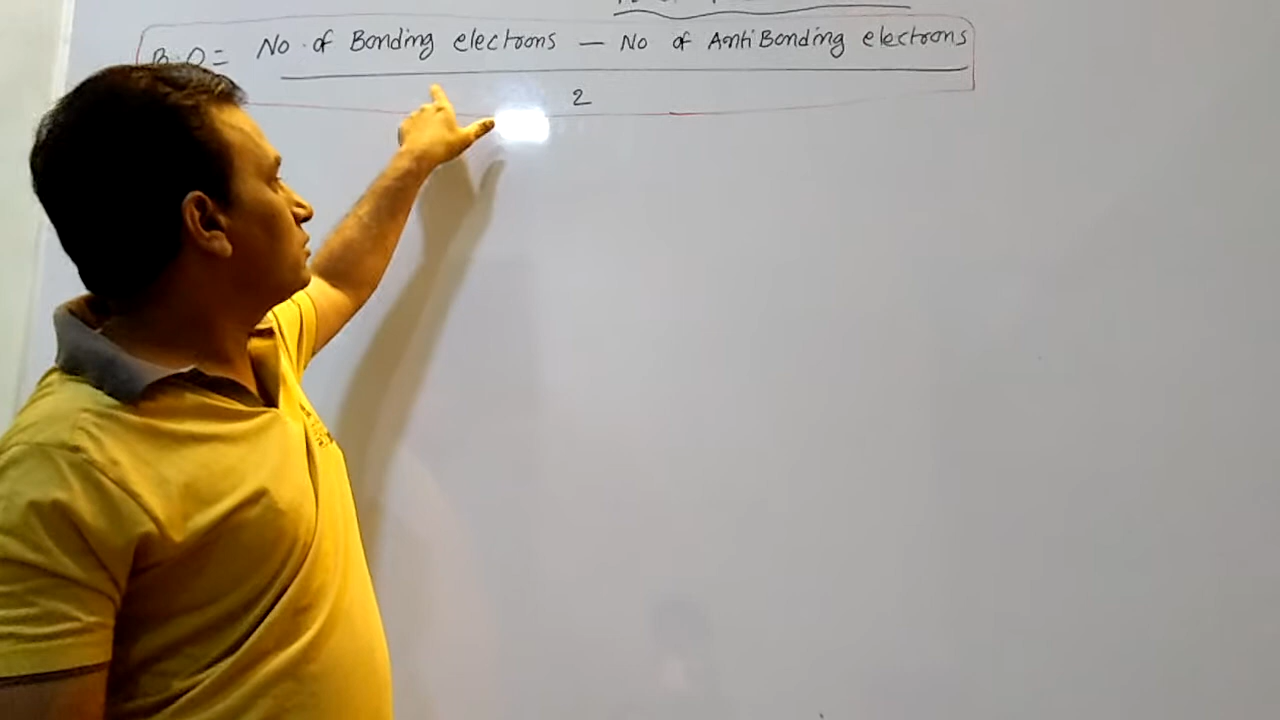 B.O = No. of Bonding electrons — No of AntiBonding electrons
2